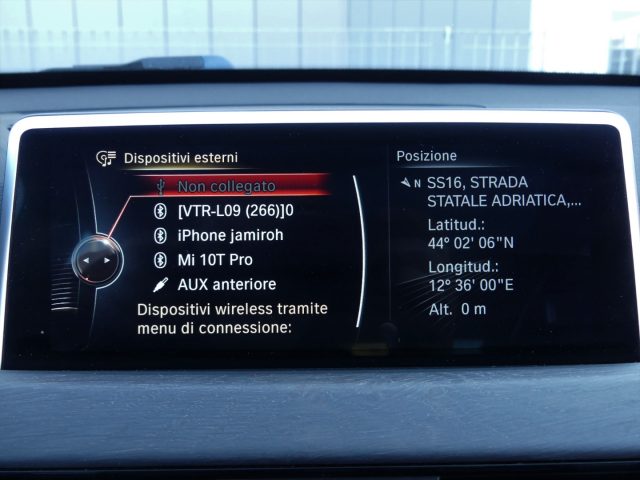 Dispositivi esterni
Non collegato
[VTR-L09 (266)]0
iPhone jamiroh
Mi 10T Pro
AUX anteriore
Dispositivi wireless tramite
menu di connessione:
Posizione
N SS16, STRADA
STATALE ADRIATICA,...
Latitud.:
44° 02' 06"N
Longitud.:
12° 36' 00"E
Alt. 0 m